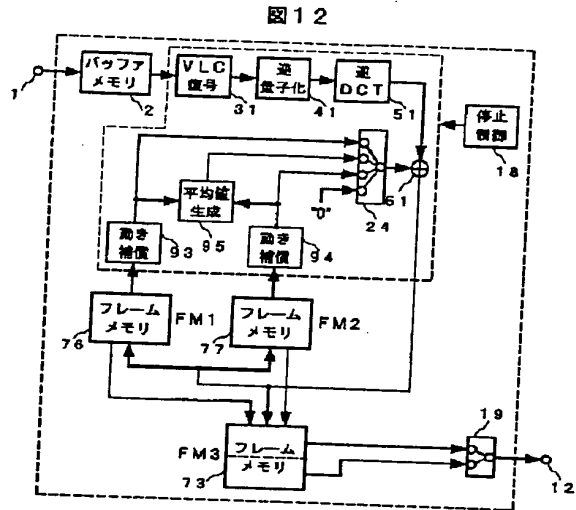 図12
1
バッファ
メモリ
2
VLC
復号
31
逆
量子化
41
逆
DCT
51
停止
制御
18
61
24
"0"
平均値
生成
95
動き
補償
93
動き
補償
94
フレーム
メモリ
76
FM1
フレーム
メモリ
77
FM2
FM3
フレーム
メモリ
73
19
12